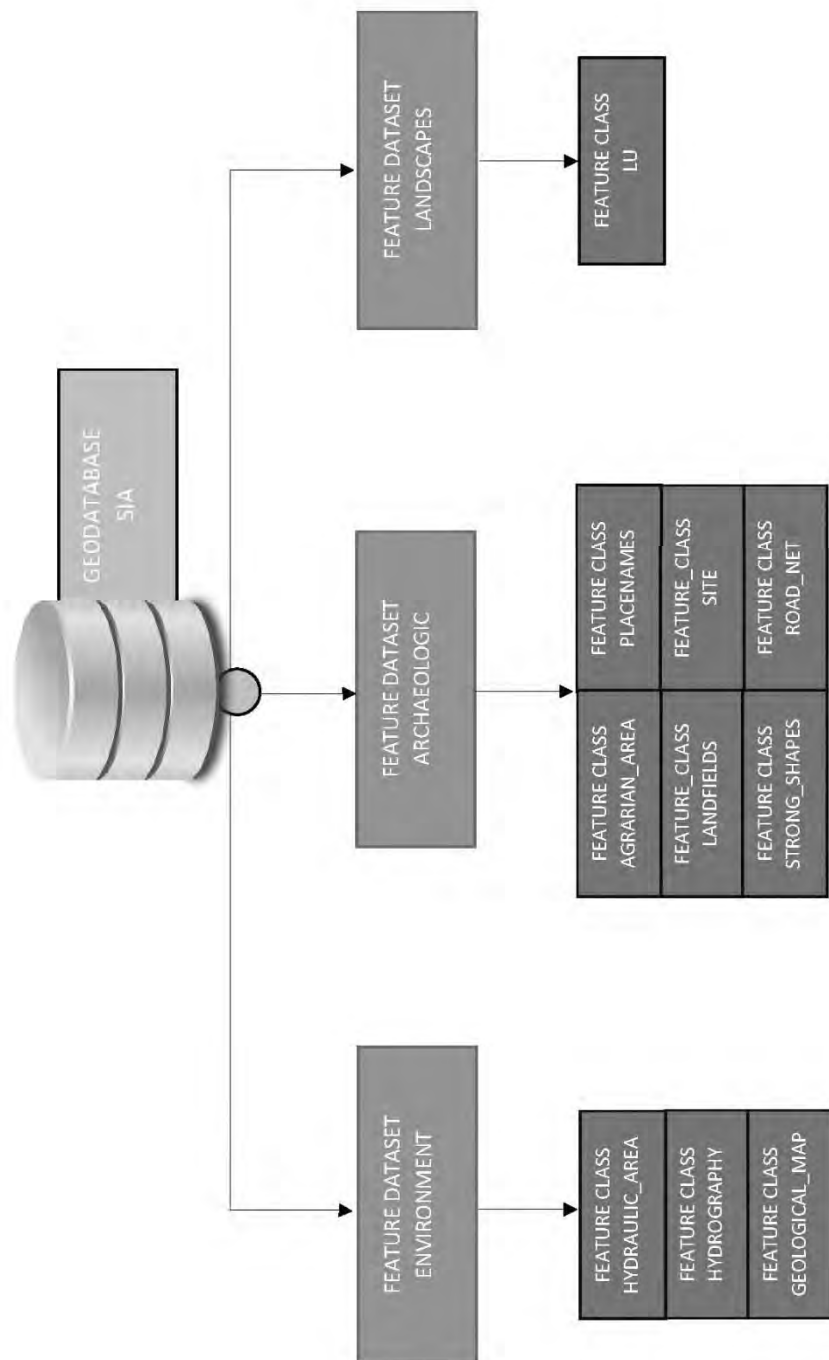 GEODATABASE
SIA
FEATURE DATASET
ENVIRONMENT
FEATURE DATASET
ARCHAEOLOGIC
FEATURE DATASET
LANDSCAPES
FEATURE CLASS
HYDRAULIC_AREA
FEATURE CLASS
HYDROGRAPHY
FEATURE CLASS
GEOLOGICAL_MAP
FEATURE CLASS
AGRARIAN_AREA
FEATURE CLASS
PLACENAMES
FEATURE_CLASS
LANDFIELDS
FEATURE_CLASS
SITE
FEATURE CLASS
STRONG_SHAPES
FEATURE CLASS
ROAD_NET
FEATURE CLASS
LU